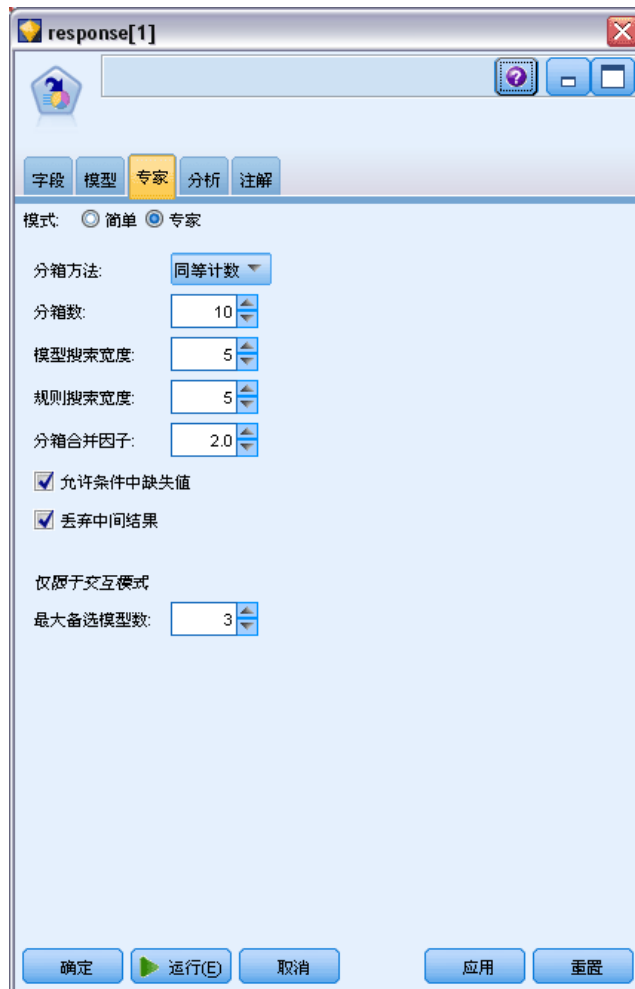 response[1]
字段 模型 专家 分析 注解
模式: 简单 专家
分箱方法: 同等计数
分箱数: 10
模型搜索宽度: 5
规则搜索宽度: 5
分箱合并因子: 2.0
允许条件中缺失值
丢弃中间结果
仅限于交互模式
最大备选模型数: 3
确定 运行(E) 取消 应用 重置